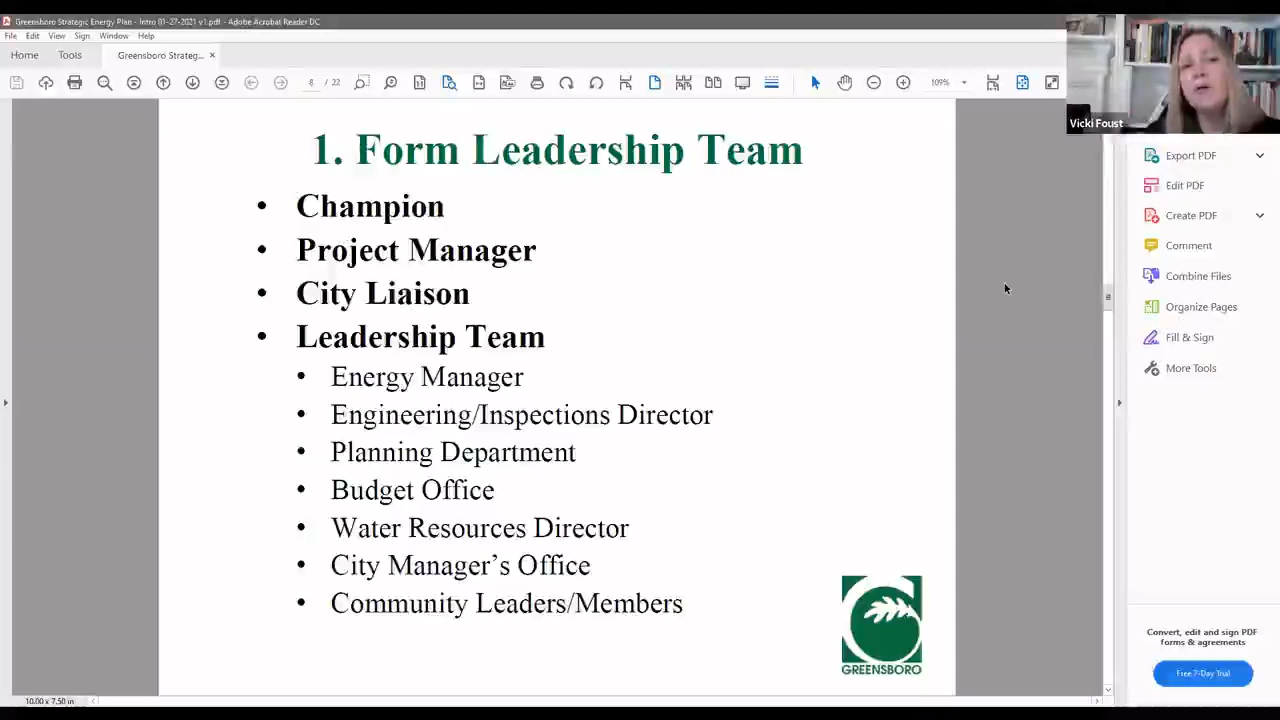 Greensboro Strategic Energy Plan - Intro 01-27-2021 v1.pdf - Adobe Acrobat Reader DC
File Edit View Sign Window Help
Home Tools Greensboro Strateg... ×
8 / 22 109%
Vicki Foust
1. Form Leadership Team
• Champion
• Project Manager
• City Liaison
• Leadership Team
• Energy Manager
• Engineering/Inspections Director
• Planning Department
• Budget Office
• Water Resources Director
• City Manager’s Office
• Community Leaders/Members
GREENSBORO
Export PDF
Edit PDF
Create PDF
Comment
Combine Files
Organize Pages
Fill & Sign
More Tools
Convert, edit and sign PDF
forms & agreements
Free 7-Day Trial
10.00 x 7.50 in